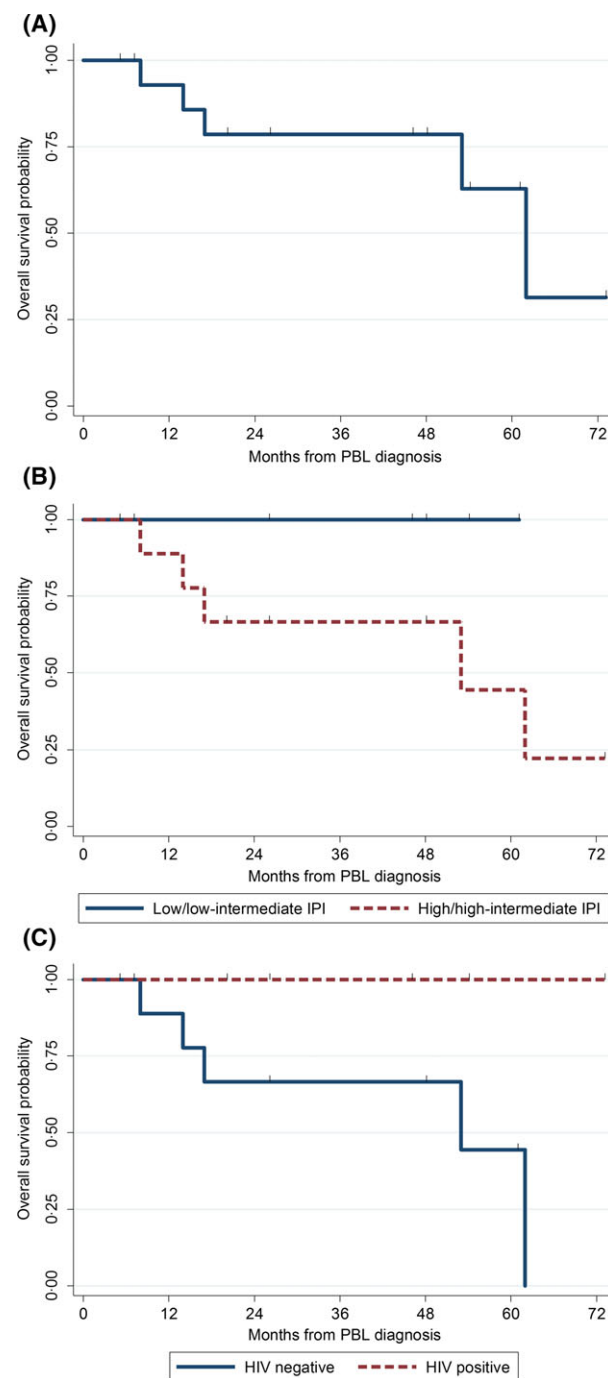 (A)
Overall survival probability
1·00
0·75
0·50
0·25
0·00
0 12 24 36 48 60 72
Months from PBL diagnosis
(B)
Overall survival probability
1·00
0·75
0·50
0·25
0·00
0 12 24 36 48 60 72
Months from PBL diagnosis
Low/low-intermediate IPI High/high-intermediate IPI
(C)
Overall survival probability
1·00
0·75
0·50
0·25
0·00
0 12 24 36 48 60 72
Months from PBL diagnosis
HIV negative HIV positive